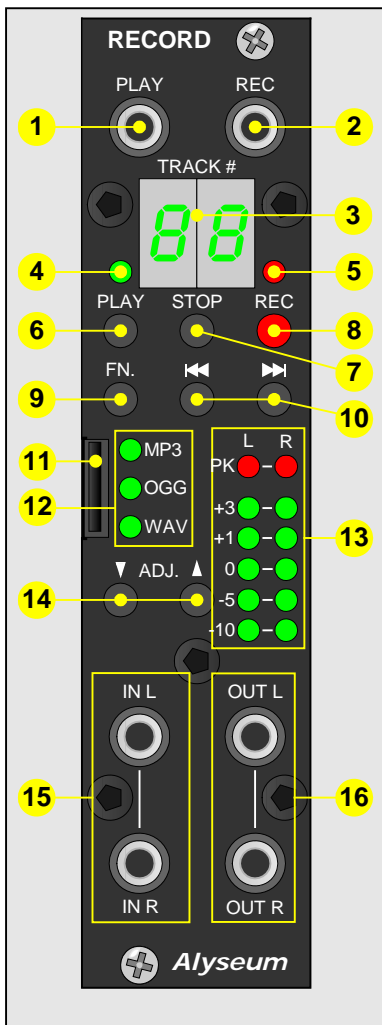 RECORD
PLAY REC
1 2
TRACK #
88 3
4 5
PLAY STOP REC
6 8
7
FN.
9 10
11 L R
MP3 PK
12 OGG +3
WAV +1 13
ADJ. 0
14 -5
-10
IN L OUT L
15 16
IN R OUT R
Alyseum